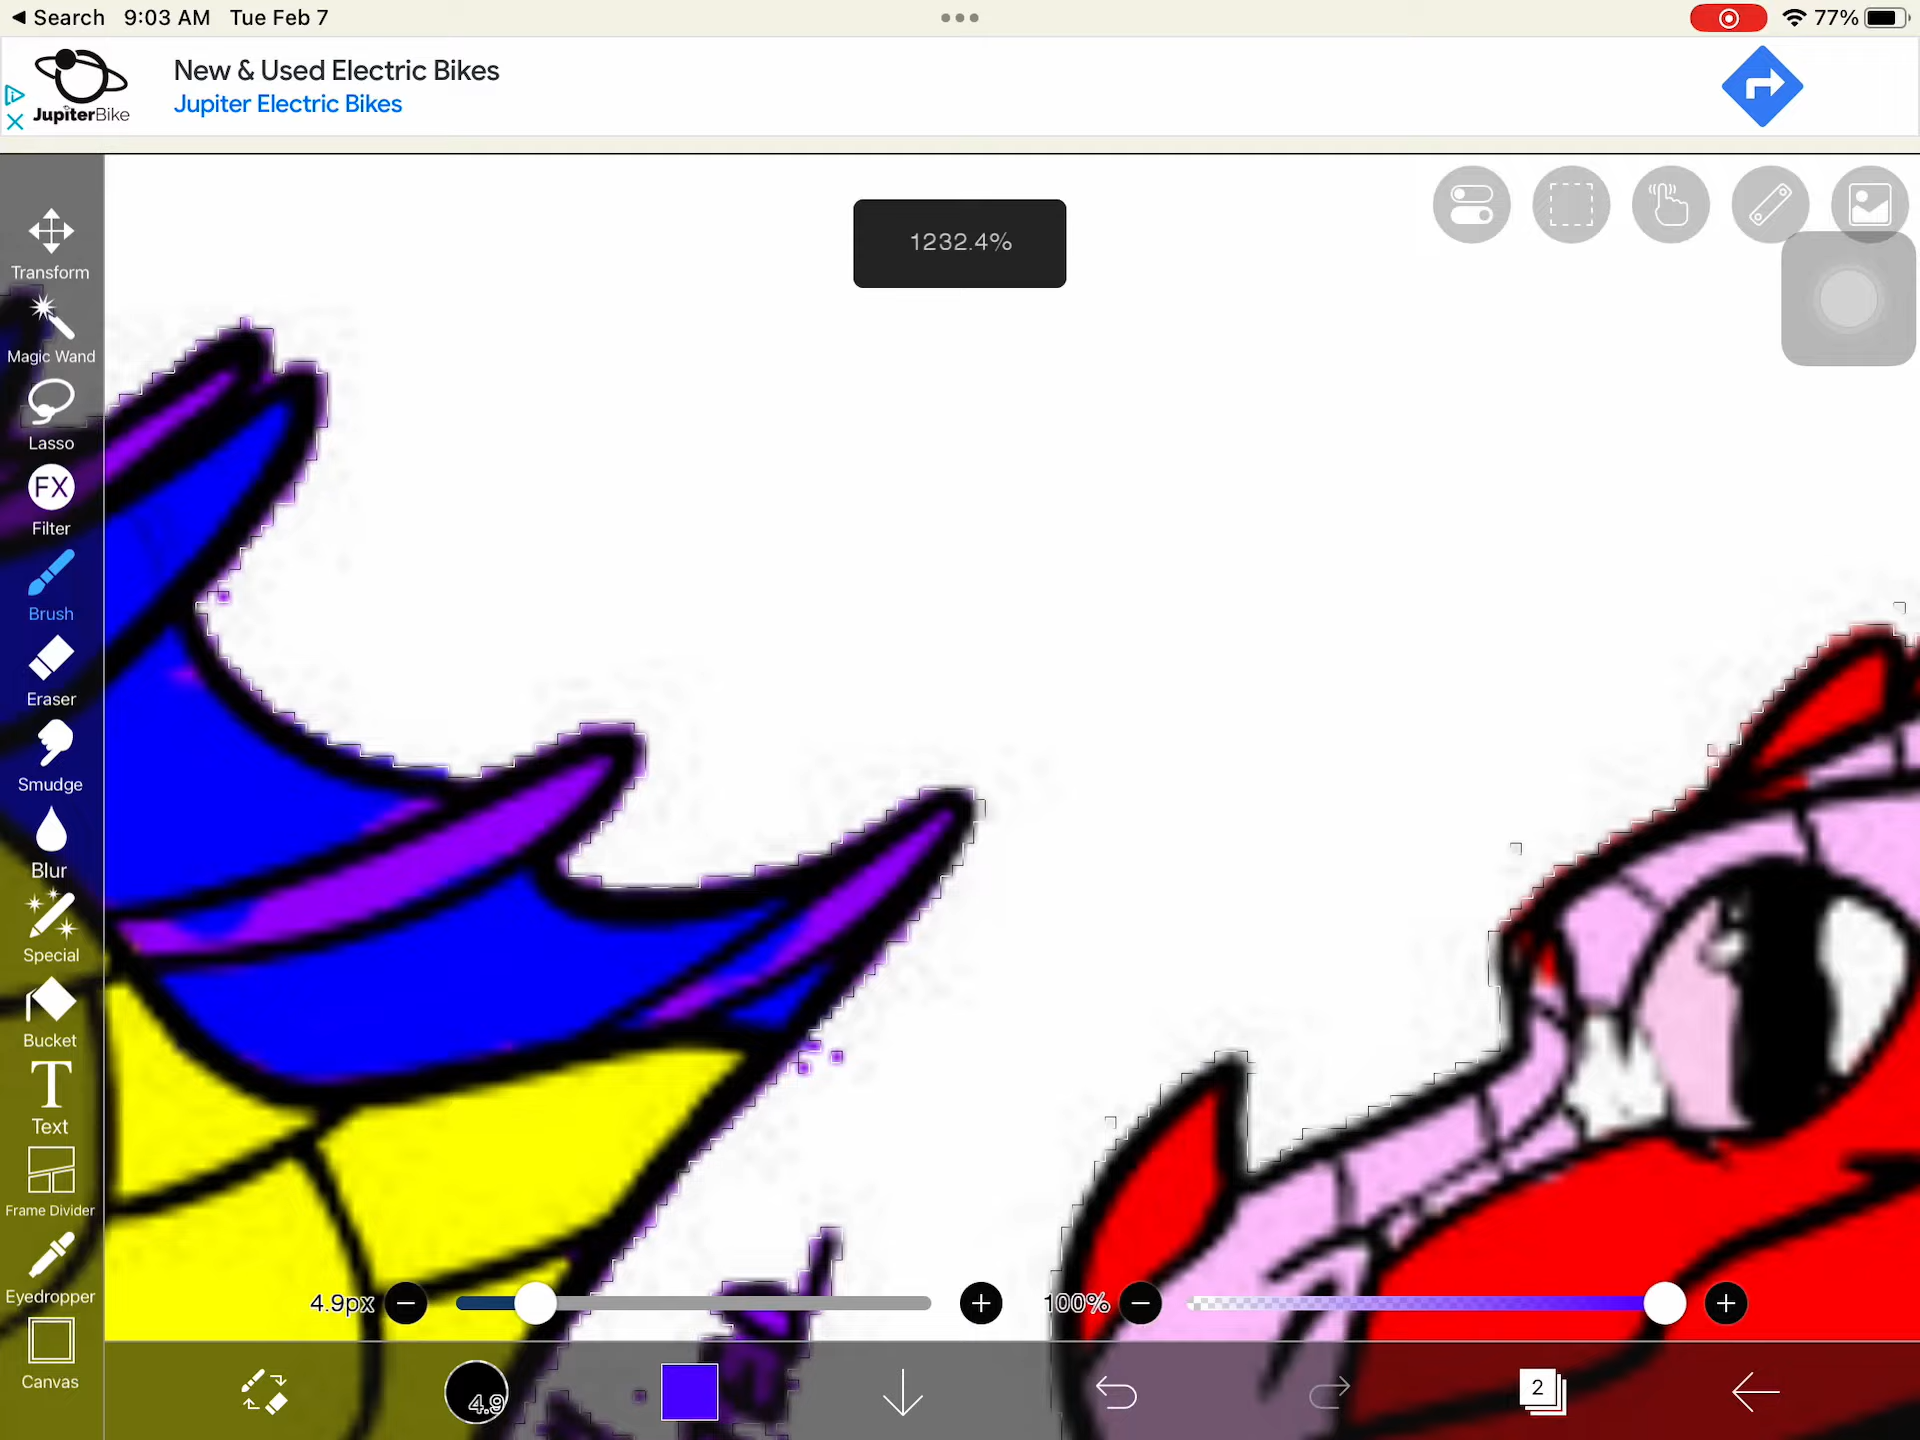 Search 9:03 AM Tue Feb 7
77%
JupiterBike
New & Used Electric Bikes
Jupiter Electric Bikes
1232.4%
Transform
Magic Wand
Lasso
FX
Filter
Brush
Eraser
Smudge
Blur
Special
Bucket
T
Text
Frame Divider
Eyedropper
Canvas
4.9px
100%
4.9
2